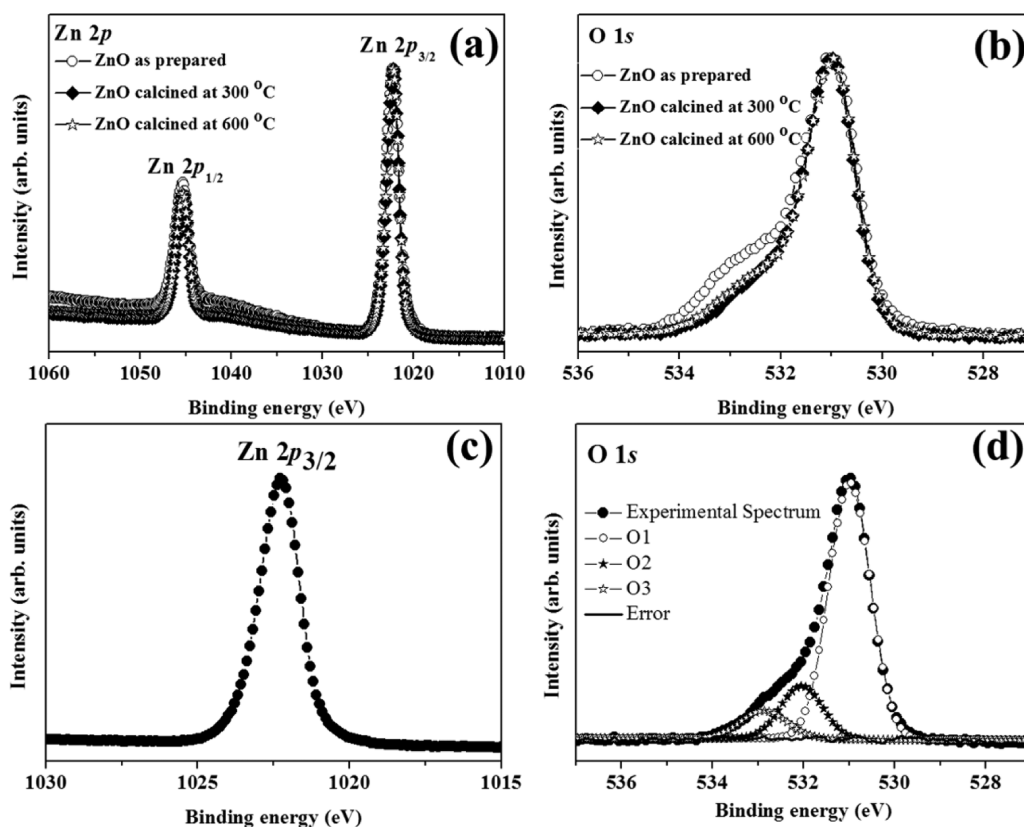 Zn 2p
(a)
Zn 2p3/2
ZnO as prepared
ZnO calcined at 300 °C
ZnO calcined at 600 °C
Zn 2p1/2
Intensity (arb. units)
1060 1050 1040 1030 1020 1010
Binding energy (eV)
O 1s
(b)
ZnO as prepared
ZnO calcined at 300 °C
ZnO calcined at 600 °C
Intensity (arb. units)
536 534 532 530 528
Binding energy (eV)
Zn 2p3/2
(c)
Intensity (arb. units)
1030 1025 1020 1015
Binding energy (eV)
O 1s
(d)
Experimental Spectrum
O1
O2
O3
Error
Intensity (arb. units)
536 534 532 530 528
Binding energy (eV)